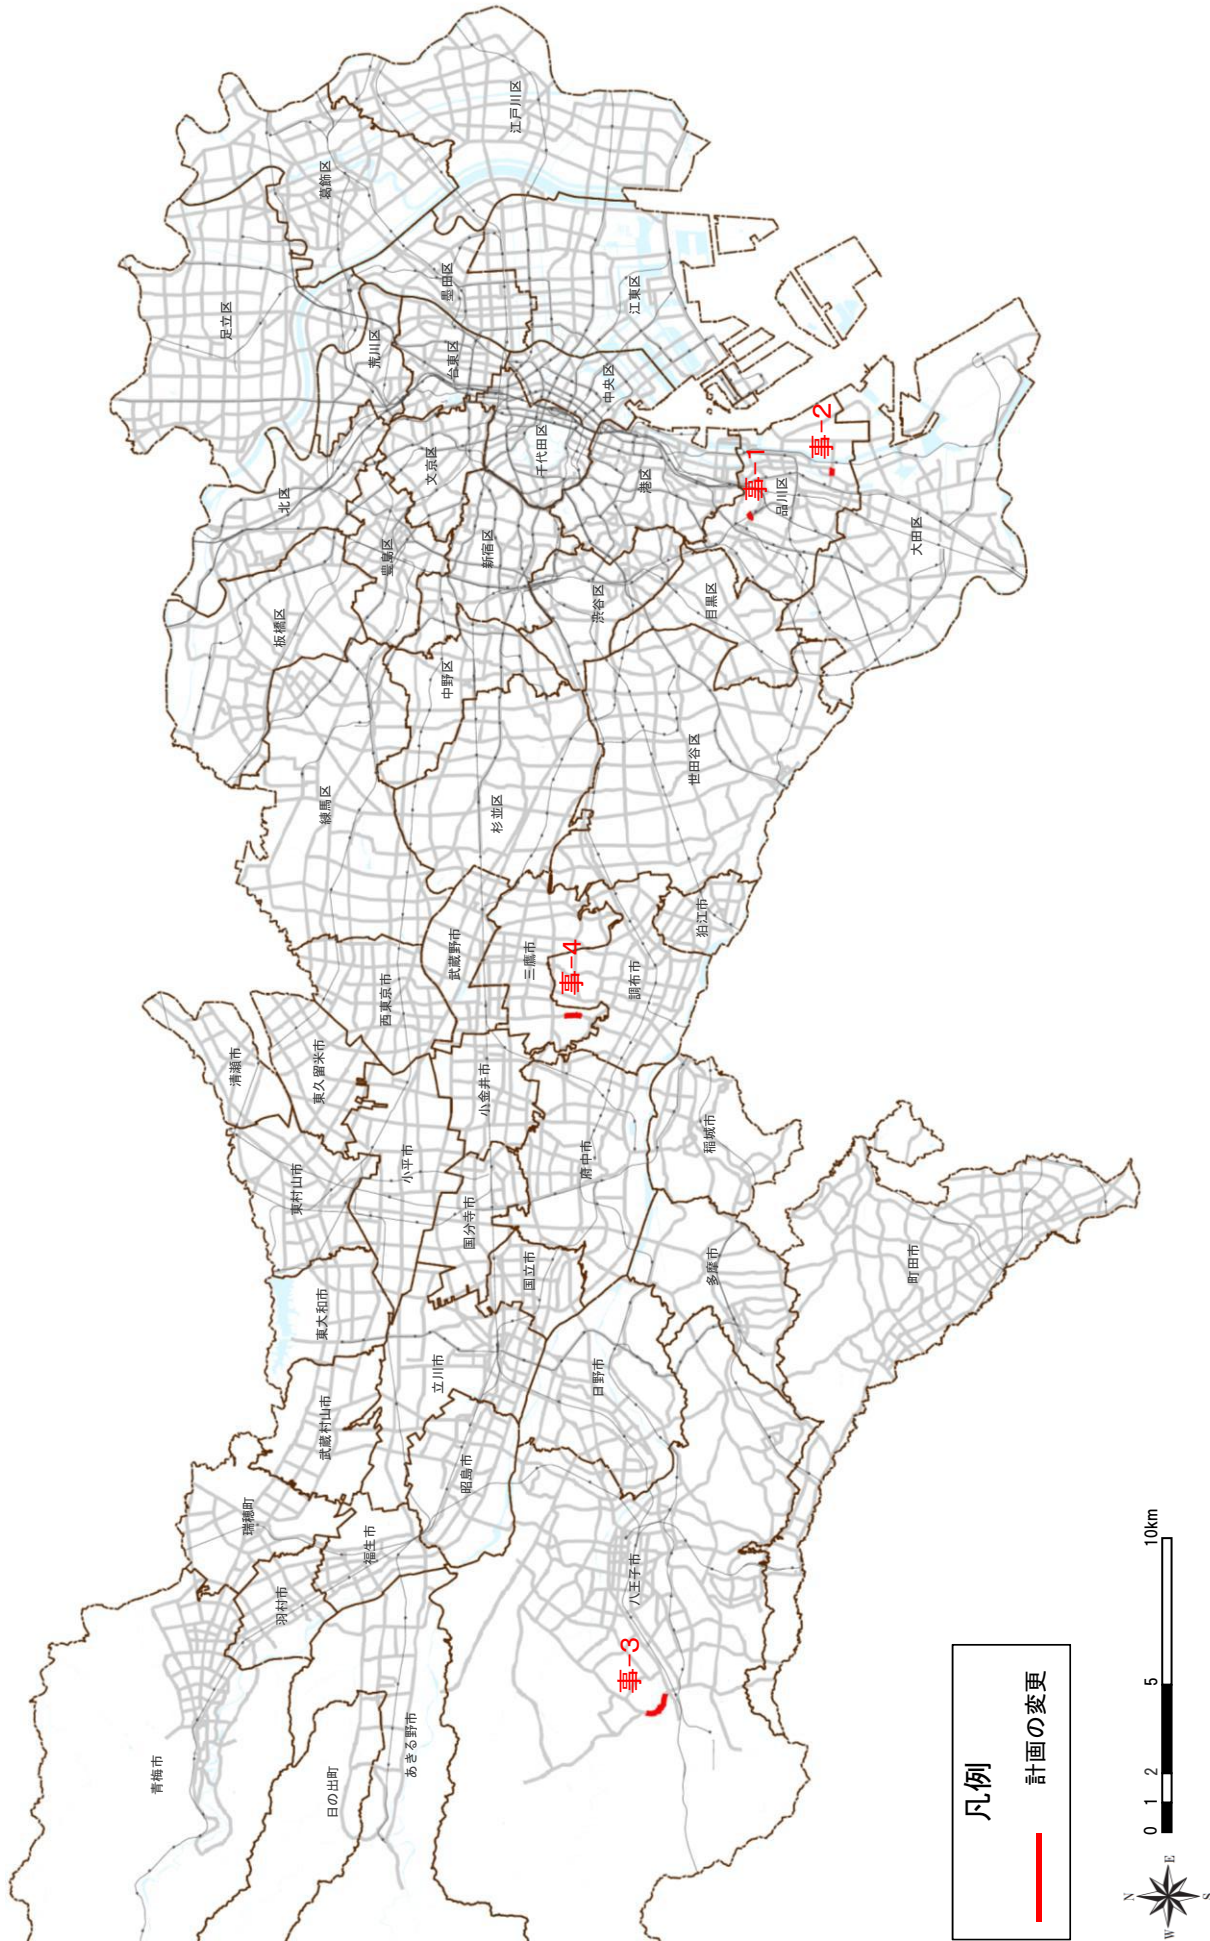 青梅市
日の出町
あきる野市
瑞穂町
羽村市
福生市
武蔵村山市
昭島市
東大和市
立川市
日野市
八王子市
事-3
清瀬市
東久留米市
東村山市
小平市
国分寺市
国立市
小金井市
府中市
多摩市
稲城市
町田市
西東京市
武蔵野市
三鷹市
事-4
調布市
狛江市
練馬区
杉並区
世田谷区
板橋区
中野区
豊島区
新宿区
渋谷区
目黒区
北区
文京区
千代田区
港区
事-1
品川区
事-2
大田区
足立区
荒川区
台東区
中央区
葛飾区
墨田区
江東区
江戸川区
凡例
計画の変更
0 1 2 5 10km
N
W E
S